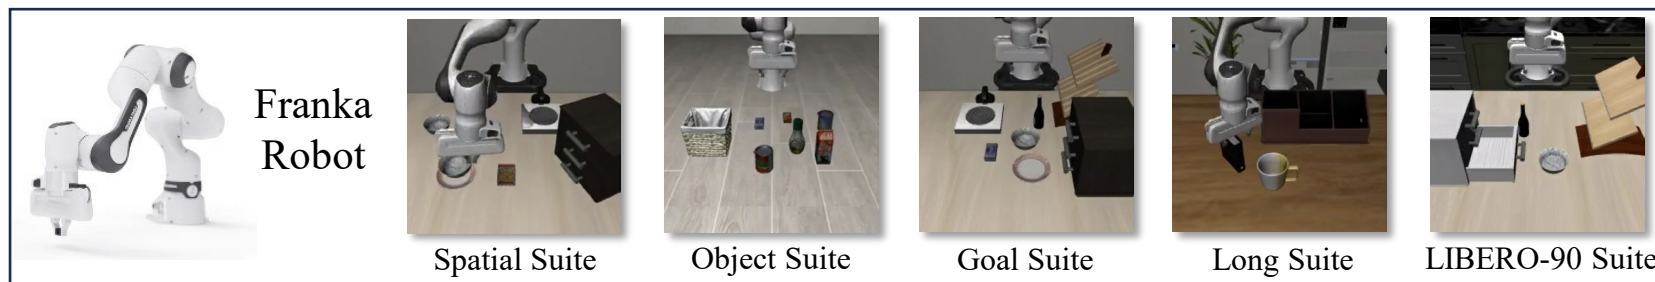 Franka
Robot
Spatial Suite
Object Suite
Goal Suite
Long Suite
LIBERO-90 Suite